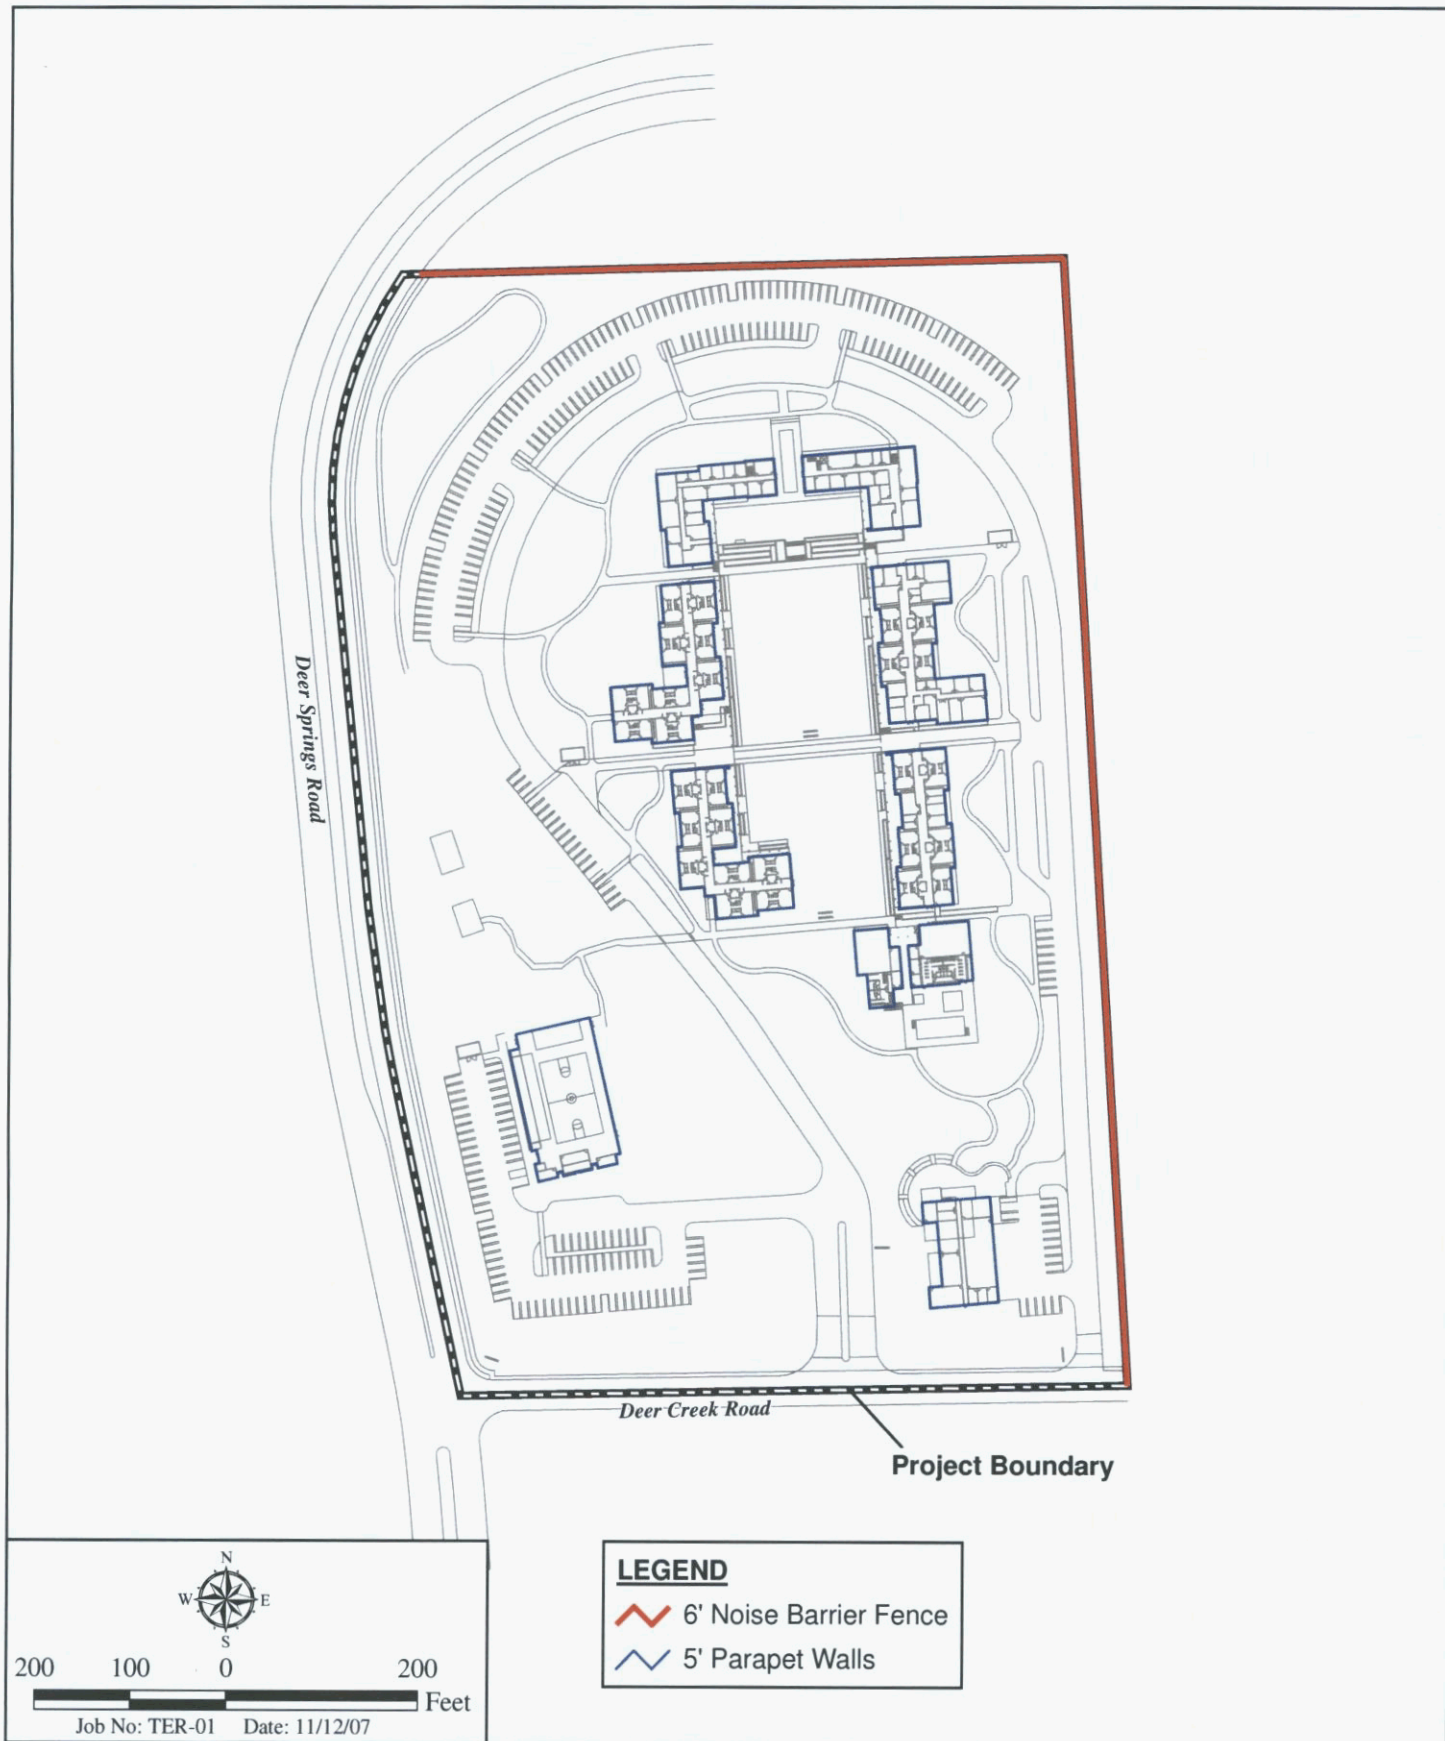 Deer Springs Road
Deer Creek Road
Project Boundary
N
W E
S
200 100 0 200
Feet
Job No: TER-01 Date: 11/12/07
LEGEND
6' Noise Barrier Fence
5' Parapet Walls